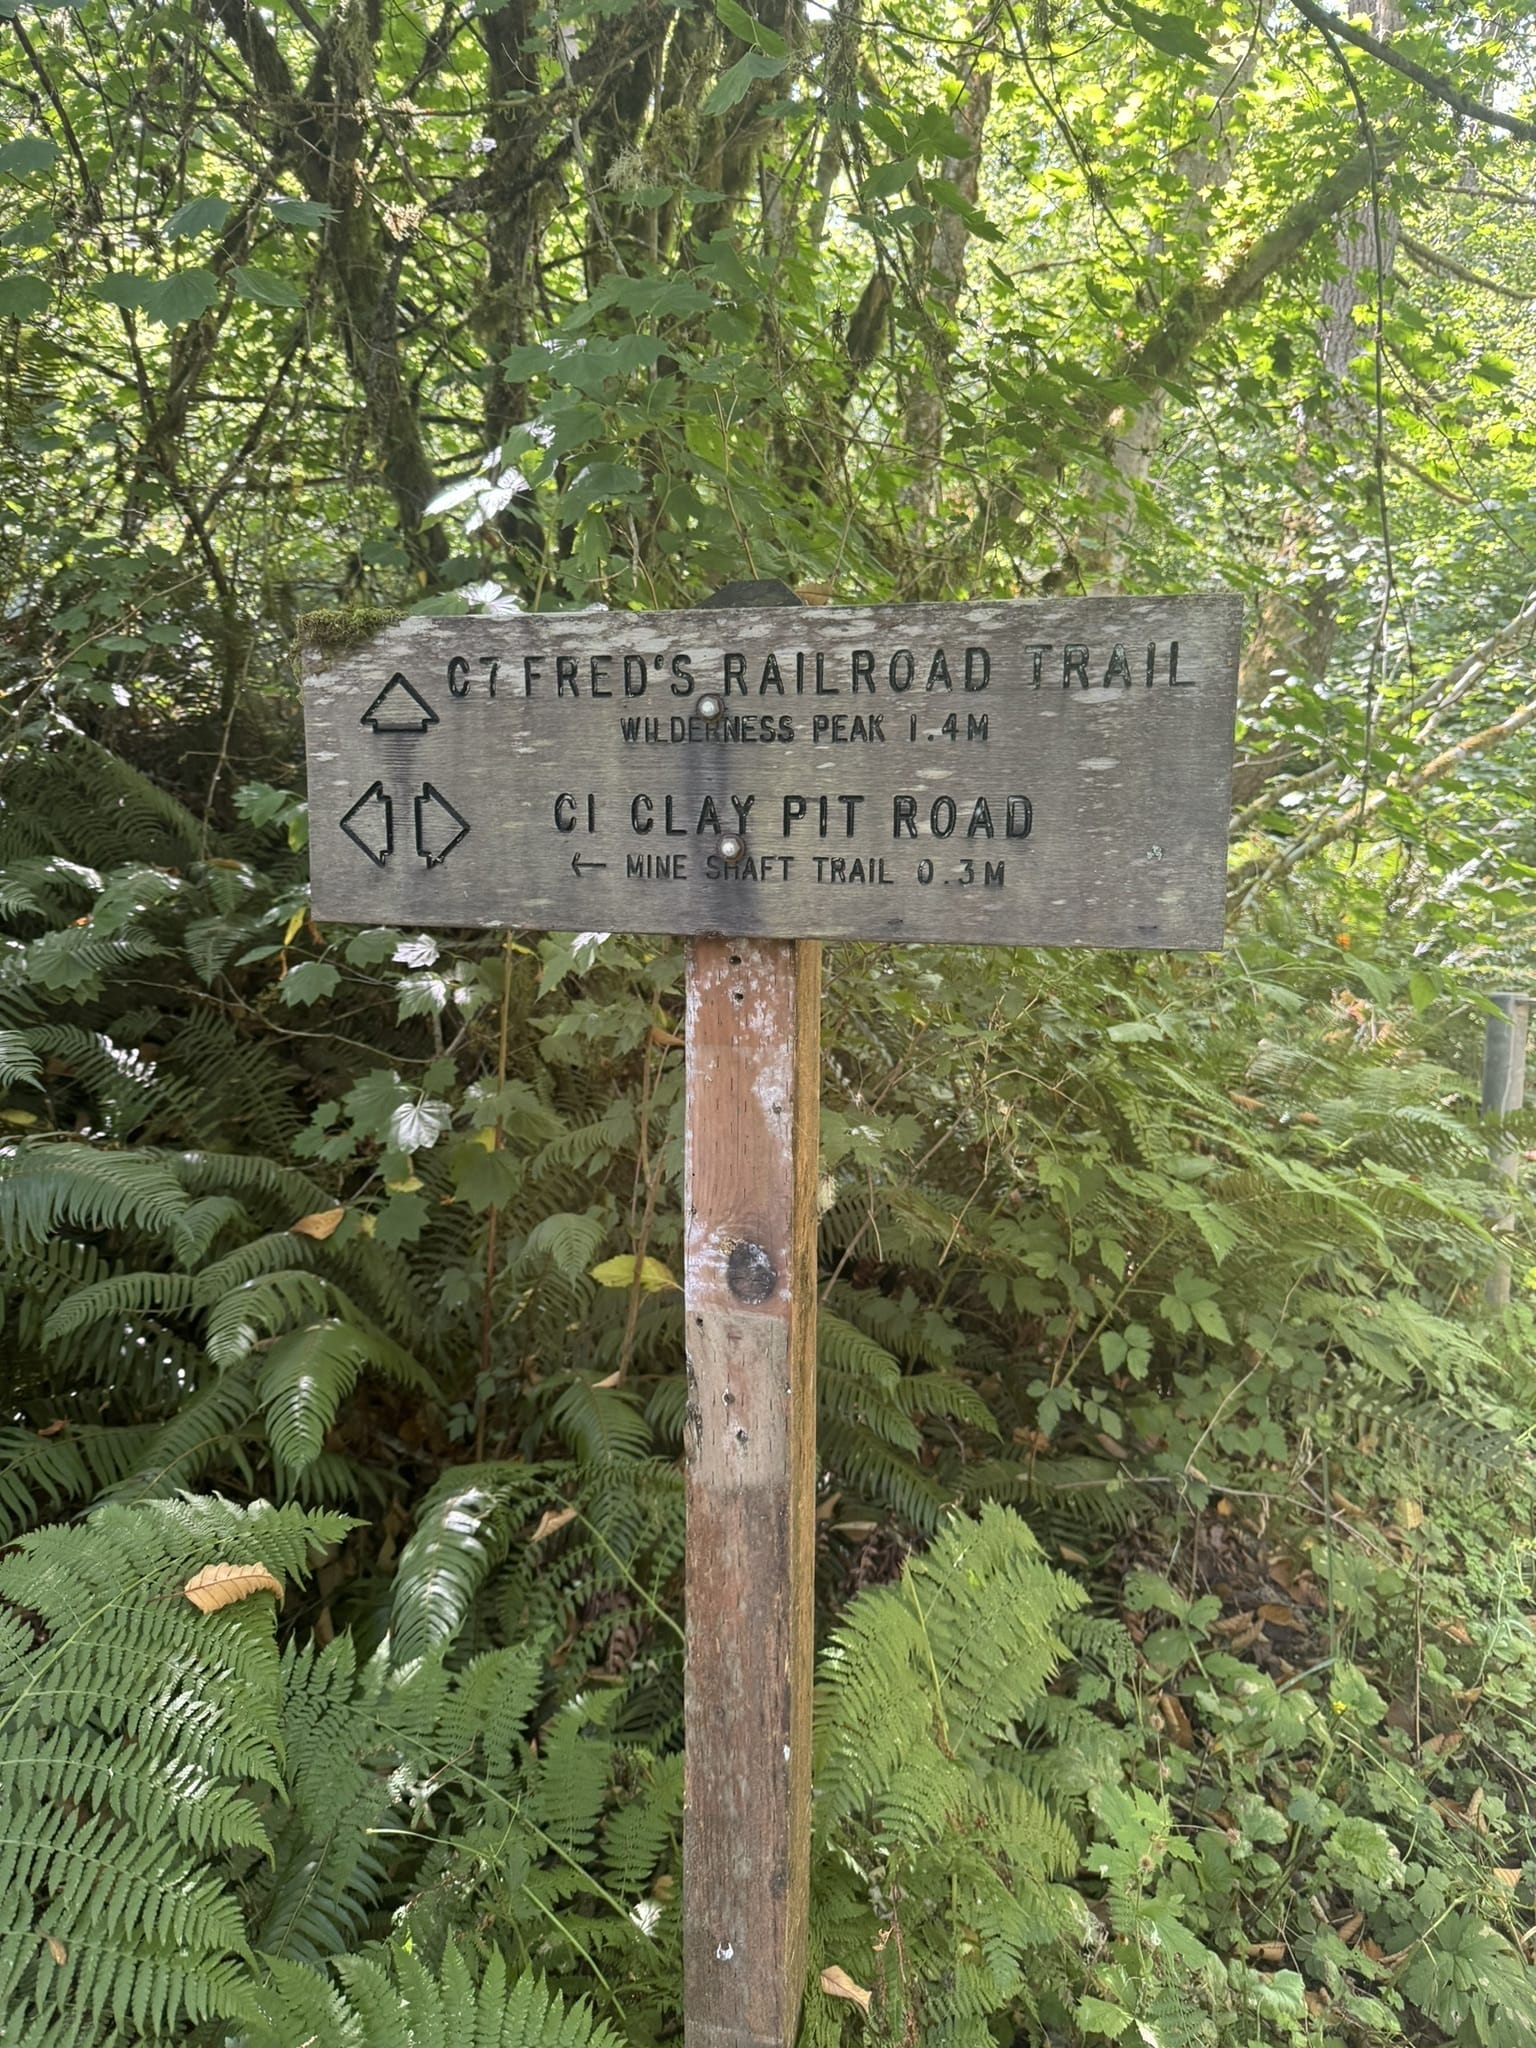 C7 FRED'S RAILROAD TRAIL
WILDERNESS PEAK 1.4M
C1 CLAY PIT ROAD
← MINE SHAFT TRAIL 0.3M